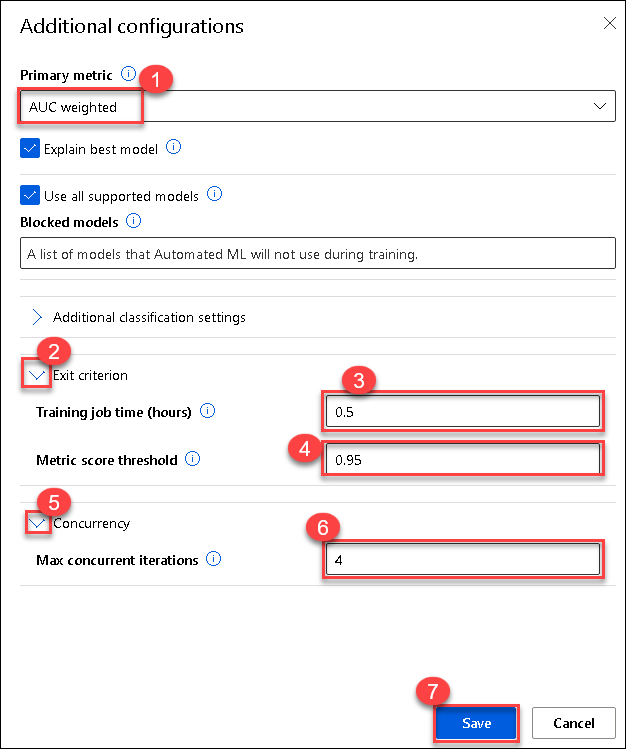 Additional configurations
Primary metric
1
AUC weighted
Explain best model
Use all supported models
Blocked models
A list of models that Automated ML will not use during training.
Additional classification settings
2
Exit criterion
3
Training job time (hours)
0.5
4
Metric score threshold
0.95
5
Concurrency
6
Max concurrent iterations
4
7
Save
Cancel